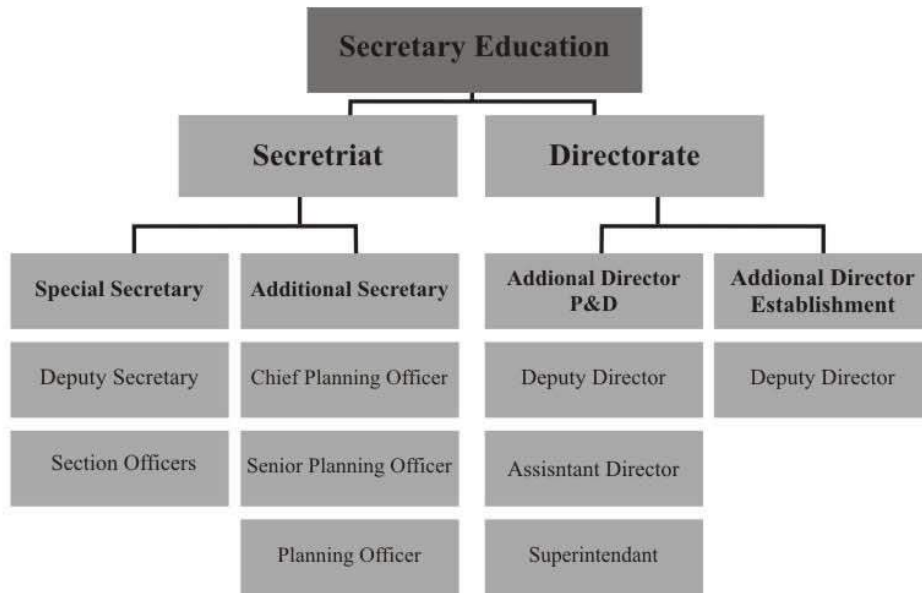 Secretary Education
Secretriat
Directorate
Special Secretary
Additional Secretary
Addional Director
P&D
Addional Director
Establishment
Deputy Secretary
Chief Planning Officer
Deputy Director
Deputy Director
Section Officers
Senior Planning Officer
Assisntant Director
Planning Officer
Superintendant